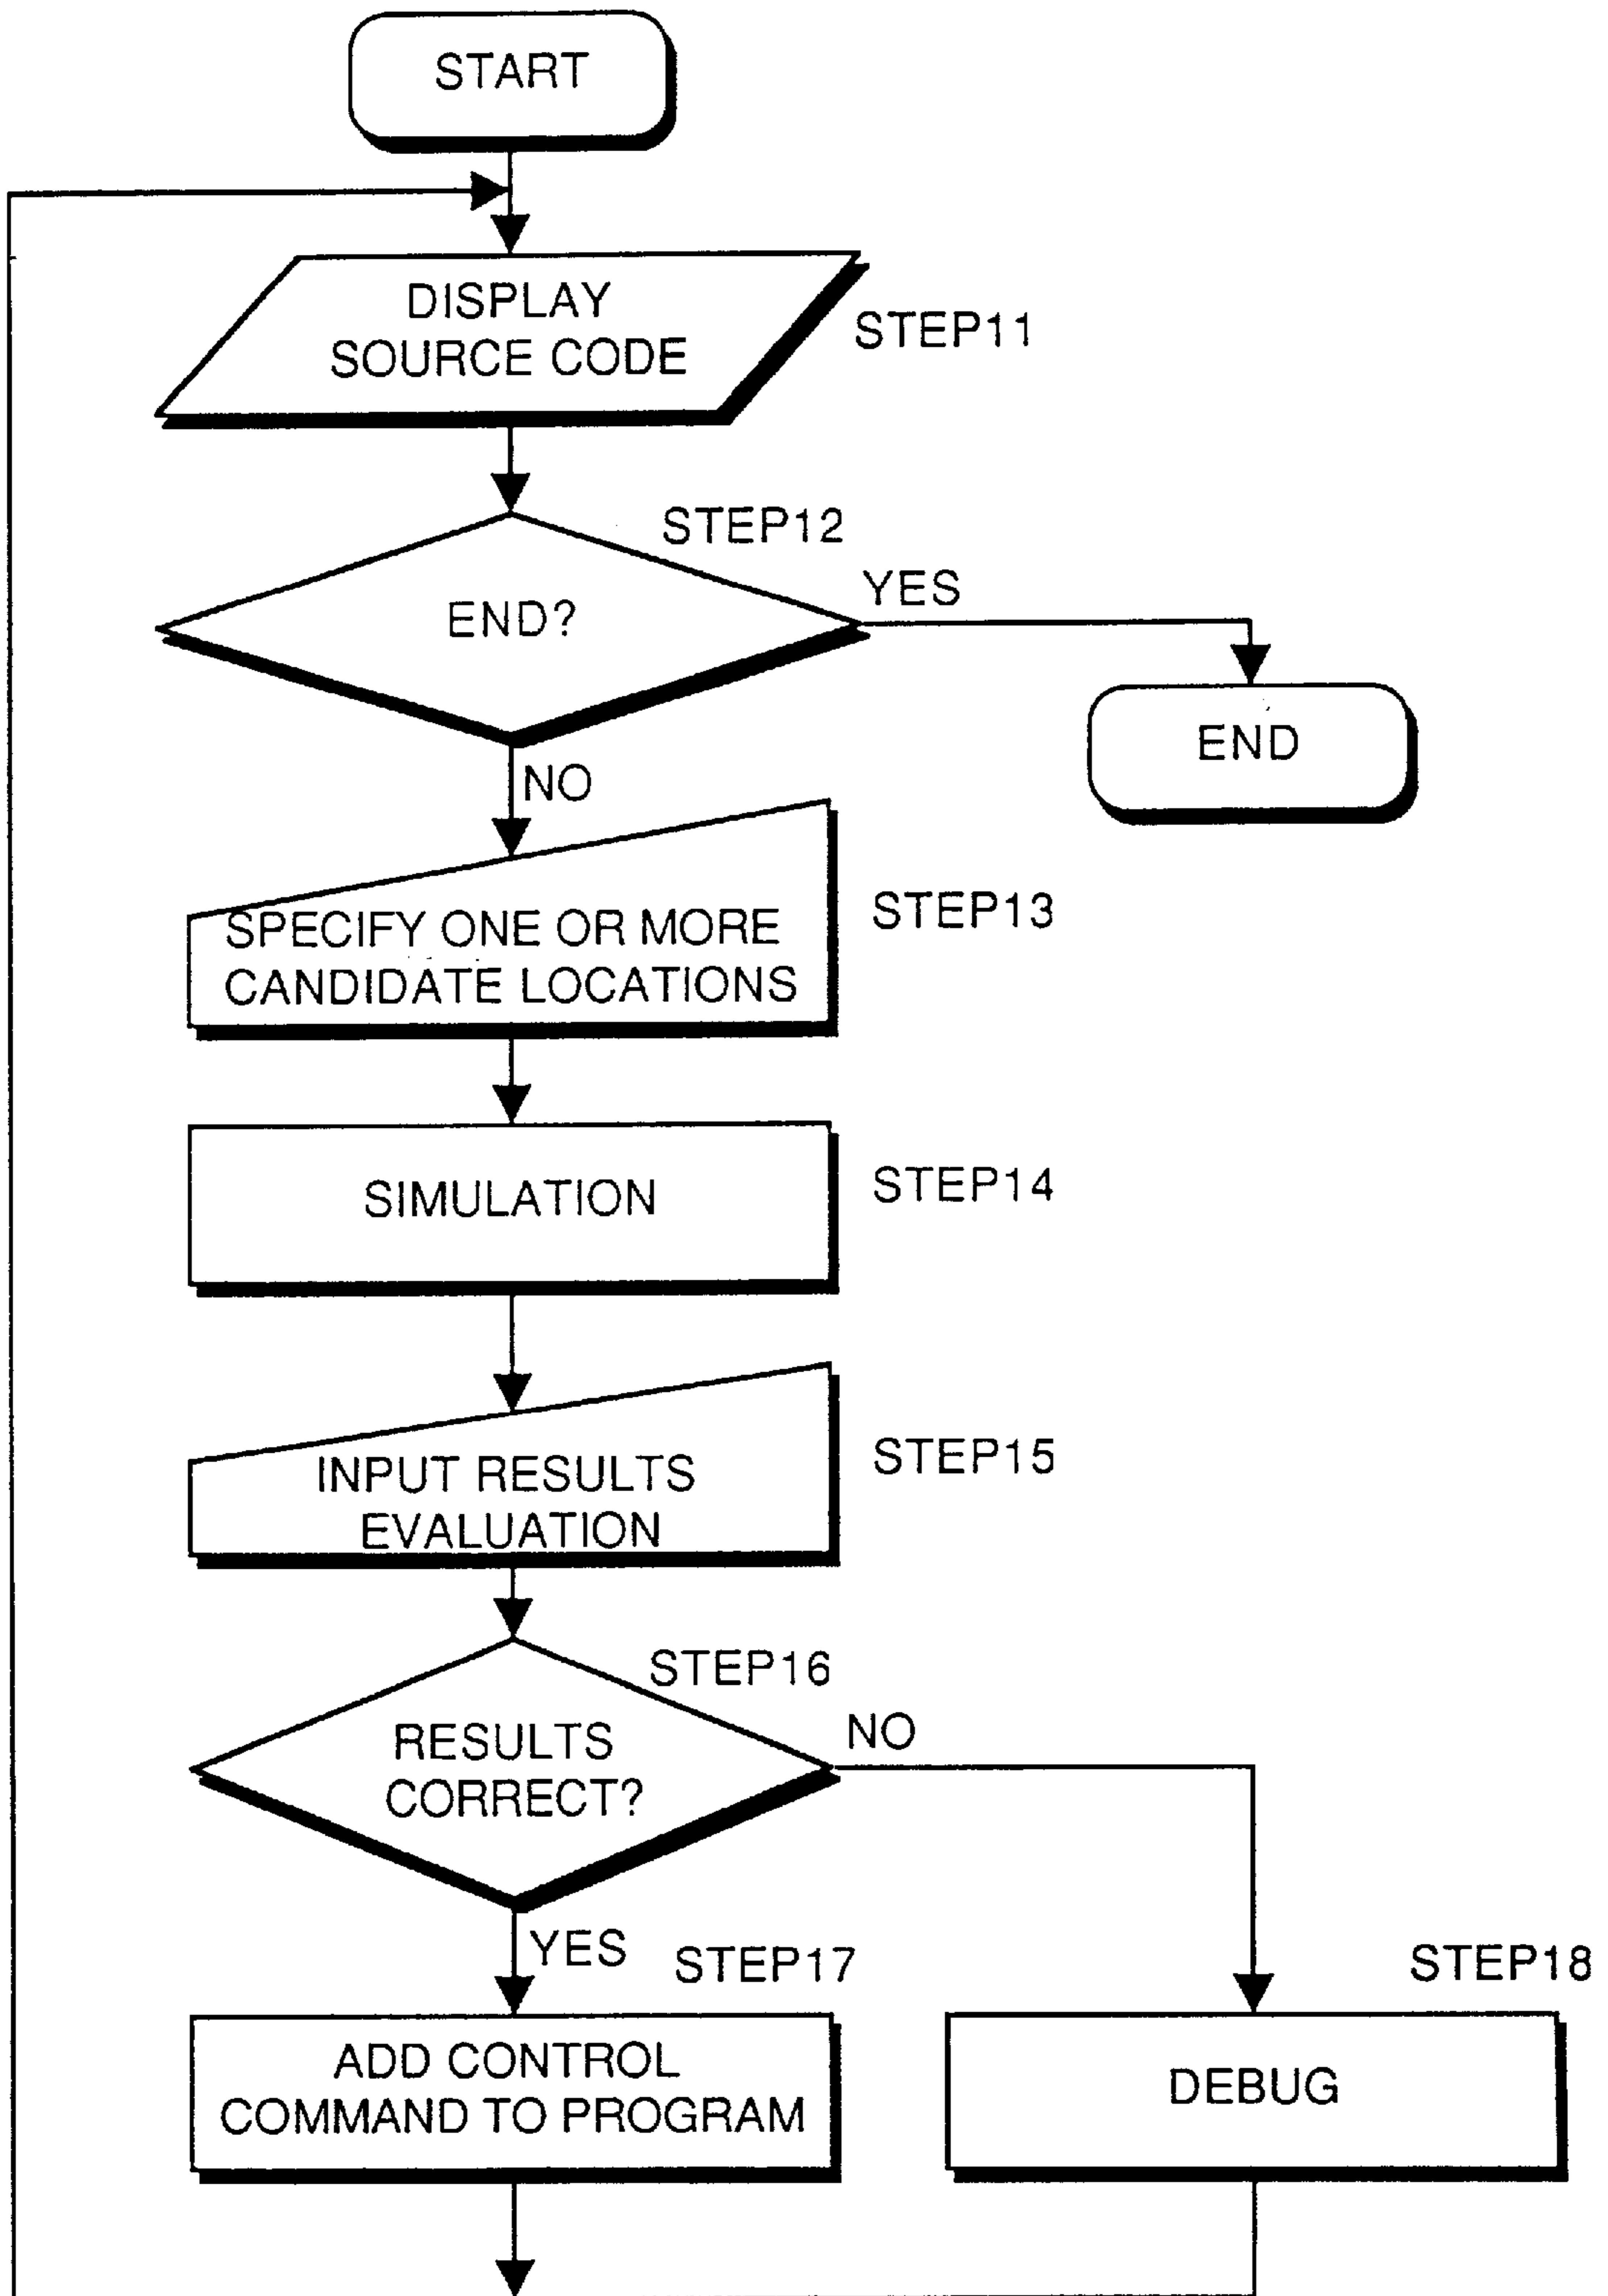 START
DISPLAY
SOURCE CODE
STEP11
STEP12
END?
YES
END
NO
SPECIFY ONE OR MORE
CANDIDATE LOCATIONS
STEP13
SIMULATION
STEP14
INPUT RESULTS
EVALUATION
STEP15
STEP16
RESULTS
CORRECT?
NO
YES
STEP17
ADD CONTROL
COMMAND TO PROGRAM
STEP18
DEBUG